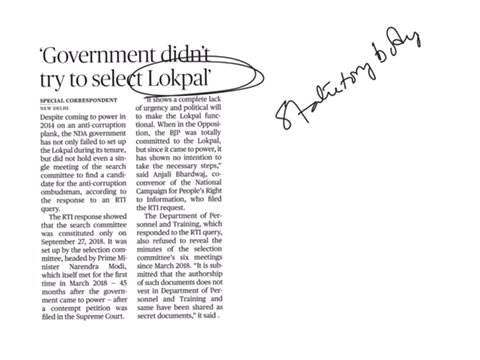 'Government didn't
try to select Lokpal'
SPECIAL CORRESPONDENT
NEW DELHI
Despite coming to power in
2014 on an anti-corruption
plank, the NDA government
has not only failed to set up
the Lokpal during its tenure,
but did not hold even a sin-
gle meeting of the search
committee to find a candi-
date for the anti-corruption
ombudsman, according to
the response to an RTI
query.
The RTI response showed
that the search committee
was constituted only on
September 27, 2018. It was
set up by the selection com-
mittee, headed by Prime Mi-
nister Narendra Modi,
which itself met for the first
time in March 2018 – 45
months after the govern-
ment came to power – after
a contempt petition was
filed in the Supreme Court.
"It shows a complete lack
of urgency and political will
to make the Lokpal func-
tional. When in the Opposi-
tion, the BJP was totally
committed to the Lokpal,
but since it came to power, it
has shown no intention to
take the necessary steps,"
said Anjali Bhardwaj, co-
convenor of the National
Campaign for People's Right
to Information, who filed
the RTI request.
The Department of Per-
sonnel and Training, which
responded to the RTI query,
also refused to reveal the
minutes of the selection
committee's six meetings
since March 2018. "It is sub-
mitted that the authorship
of such documents does not
vest in Department of Per-
sonnel and Training and
same have been shared as
secret documents," it said .
Statutory body